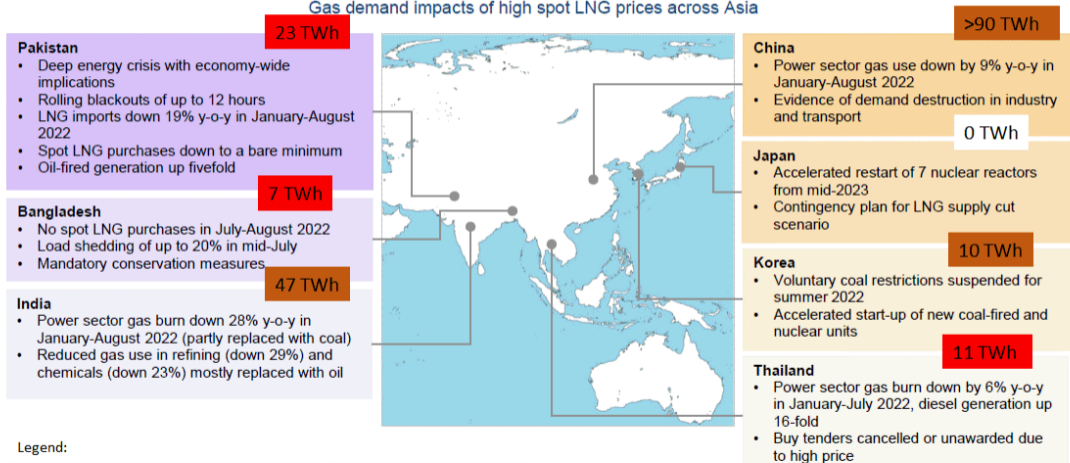 Gas demand impacts of high spot LNG prices across Asia
23 TWh
Pakistan
• Deep energy crisis with economy-wide
implications
• Rolling blackouts of up to 12 hours
• LNG imports down 19% y-o-y in January-August
2022
• Spot LNG purchases down to a bare minimum
• Oil-fired generation up fivefold
7 TWh
Bangladesh
• No spot LNG purchases in July-August 2022
• Load shedding of up to 20% in mid-July
• Mandatory conservation measures
47 TWh
India
• Power sector gas burn down 28% y-o-y in
January-August 2022 (partly replaced with coal)
• Reduced gas use in refining (down 29%) and
chemicals (down 23%) mostly replaced with oil
Legend:
>90 TWh
China
• Power sector gas use down by 9% y-o-y in
January-August 2022
• Evidence of demand destruction in industry
and transport
0 TWh
Japan
• Accelerated restart of 7 nuclear reactors
from mid-2023
• Contingency plan for LNG supply cut
scenario
10 TWh
Korea
• Voluntary coal restrictions suspended for
summer 2022
• Accelerated start-up of new coal-fired and
nuclear units
11 TWh
Thailand
• Power sector gas burn down by 6% y-o-y
in January-July 2022, diesel generation up
16-fold
• Buy tenders cancelled or unawarded due
to high price